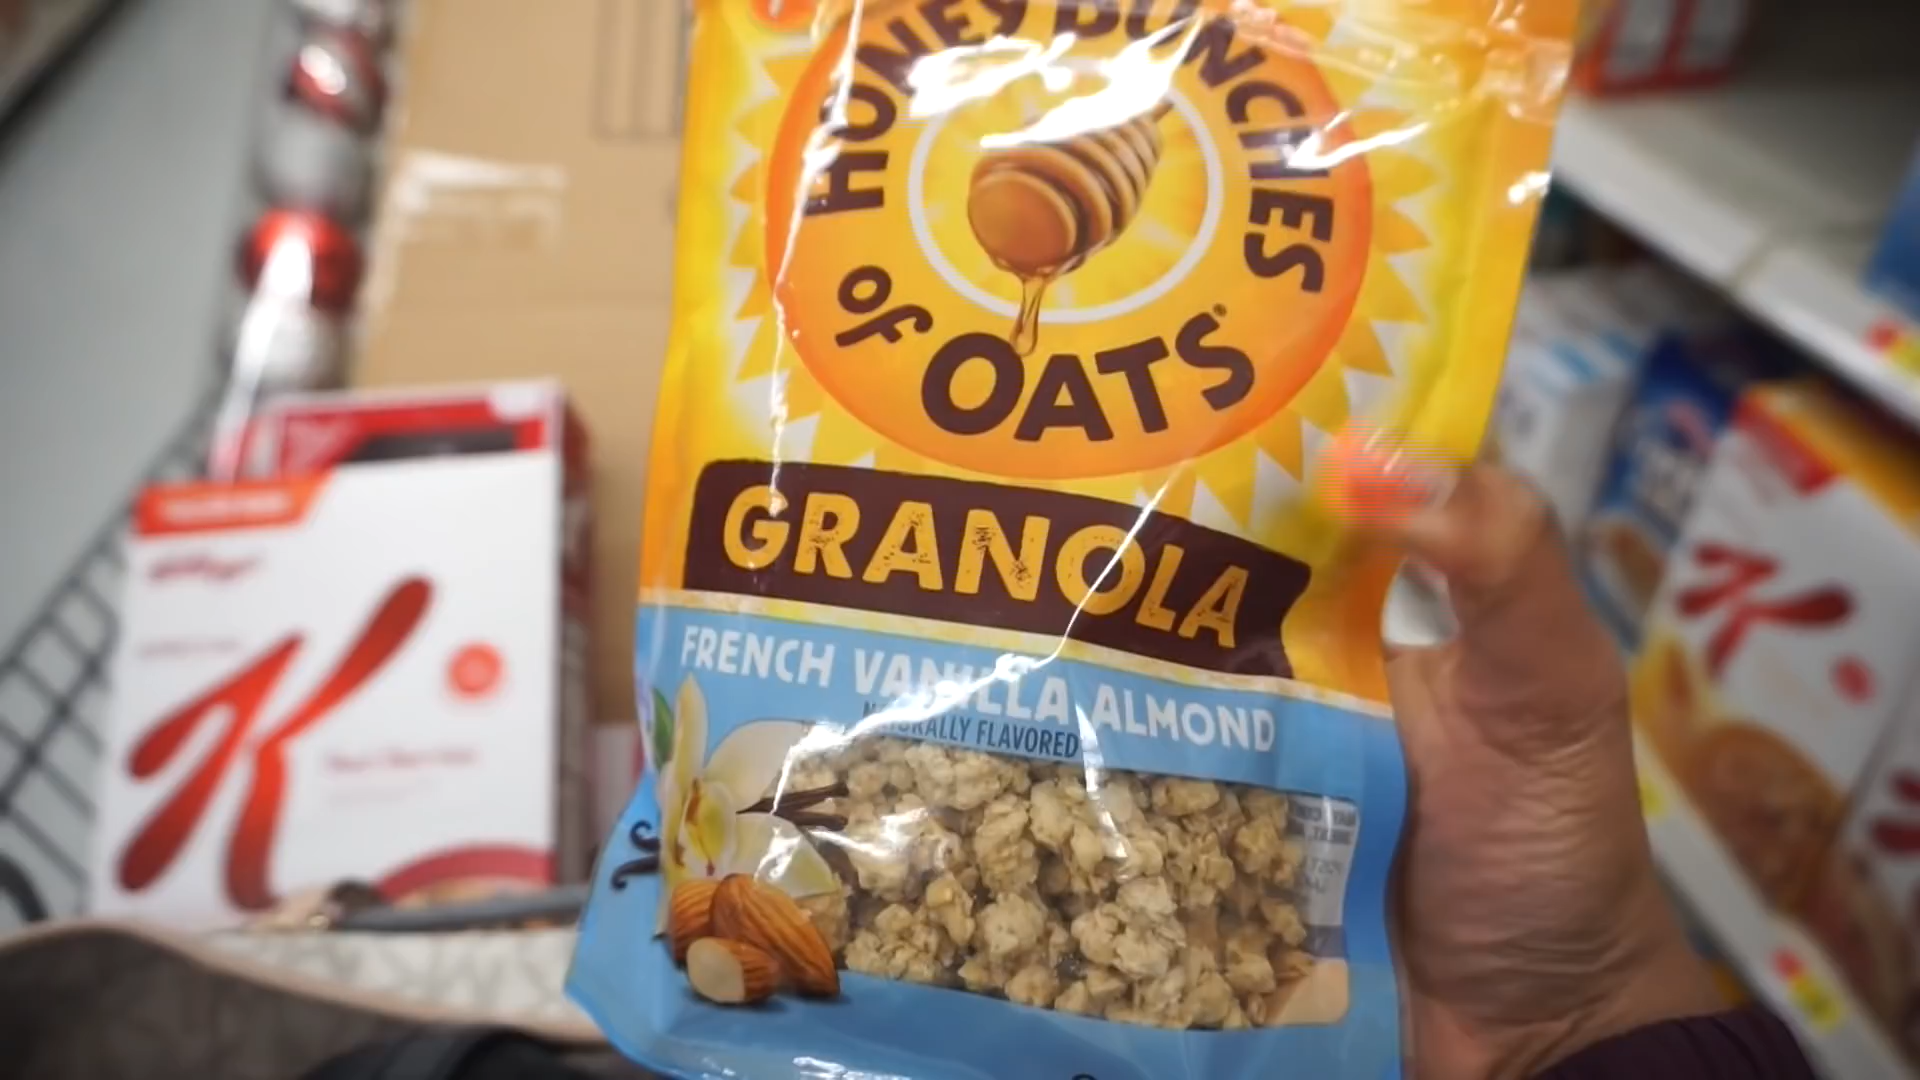 HONEY BUNCHES
of OATS®
GRANOLA
FRENCH VANILLA ALMOND
NATURALLY FLAVORED
K
K